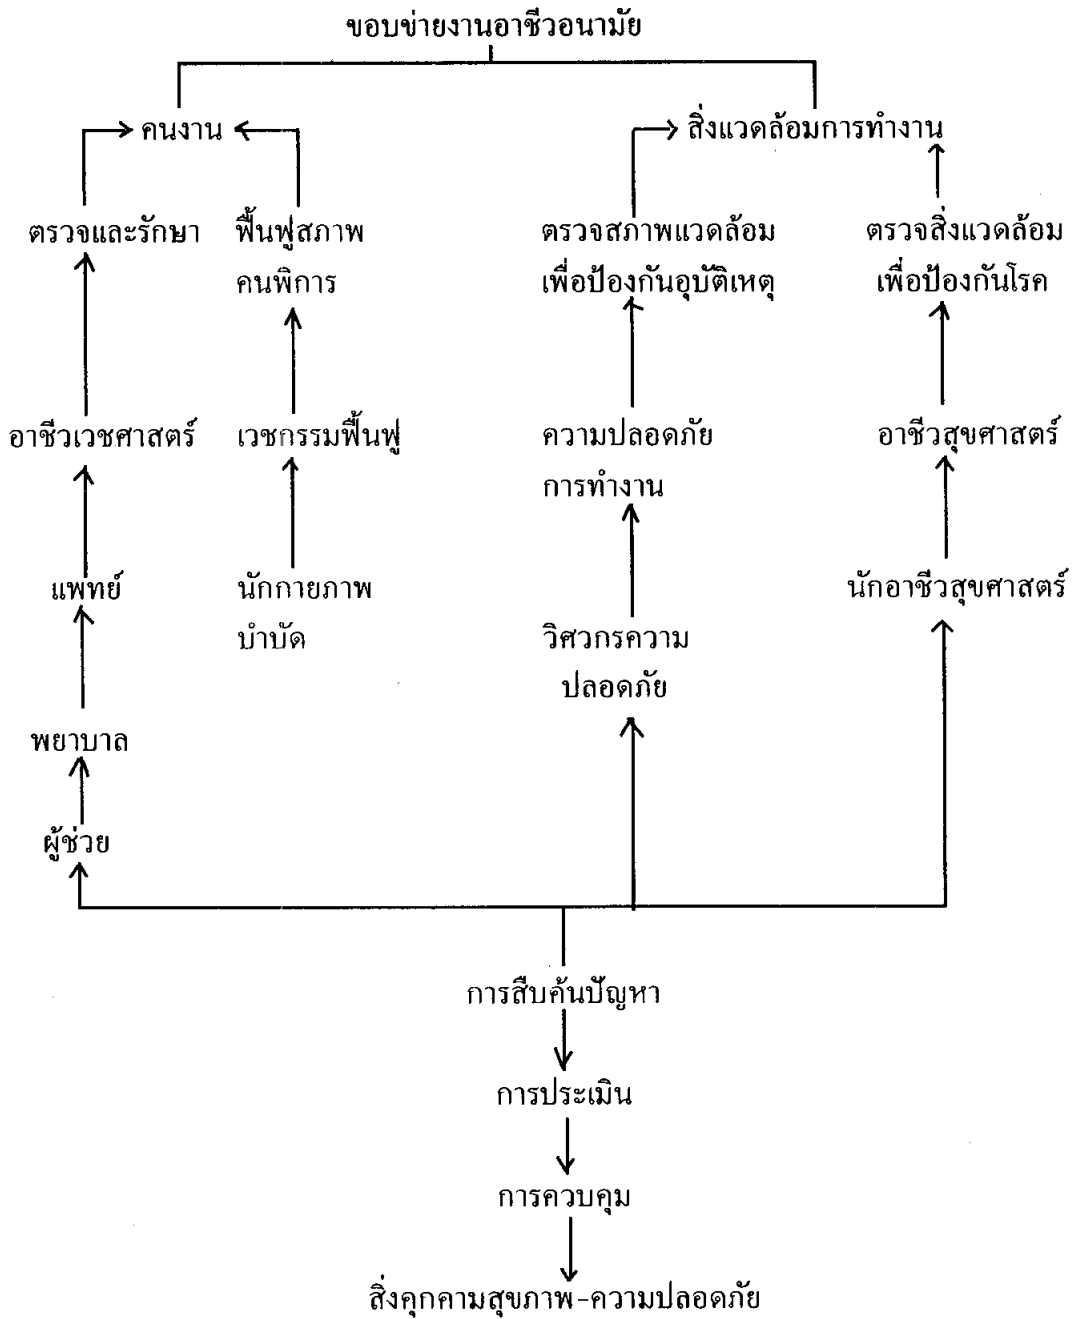 ขอบข่ายงานอาชีวอนามัย
คนงาน
สิ่งแวดล้อมการทำงาน
ตรวจและรักษา
ฟื้นฟูสภาพ
คนพิการ
ตรวจสภาพแวดล้อม
เพื่อป้องกันอุบัติเหตุ
ตรวจสิ่งแวดล้อม
เพื่อป้องกันโรค
อาชีวเวชศาสตร์
เวชกรรมฟื้นฟู
ความปลอดภัย
การทำงาน
อาชีวสุขศาสตร์
แพทย์
นักกายภาพ
บำบัด
วิศวกรความ
ปลอดภัย
นักอาชีวสุขศาสตร์
พยาบาล
ผู้ช่วย
การสืบค้นปัญหา
การประเมิน
การควบคุม
สิ่งคุกคามสุขภาพ-ความปลอดภัย